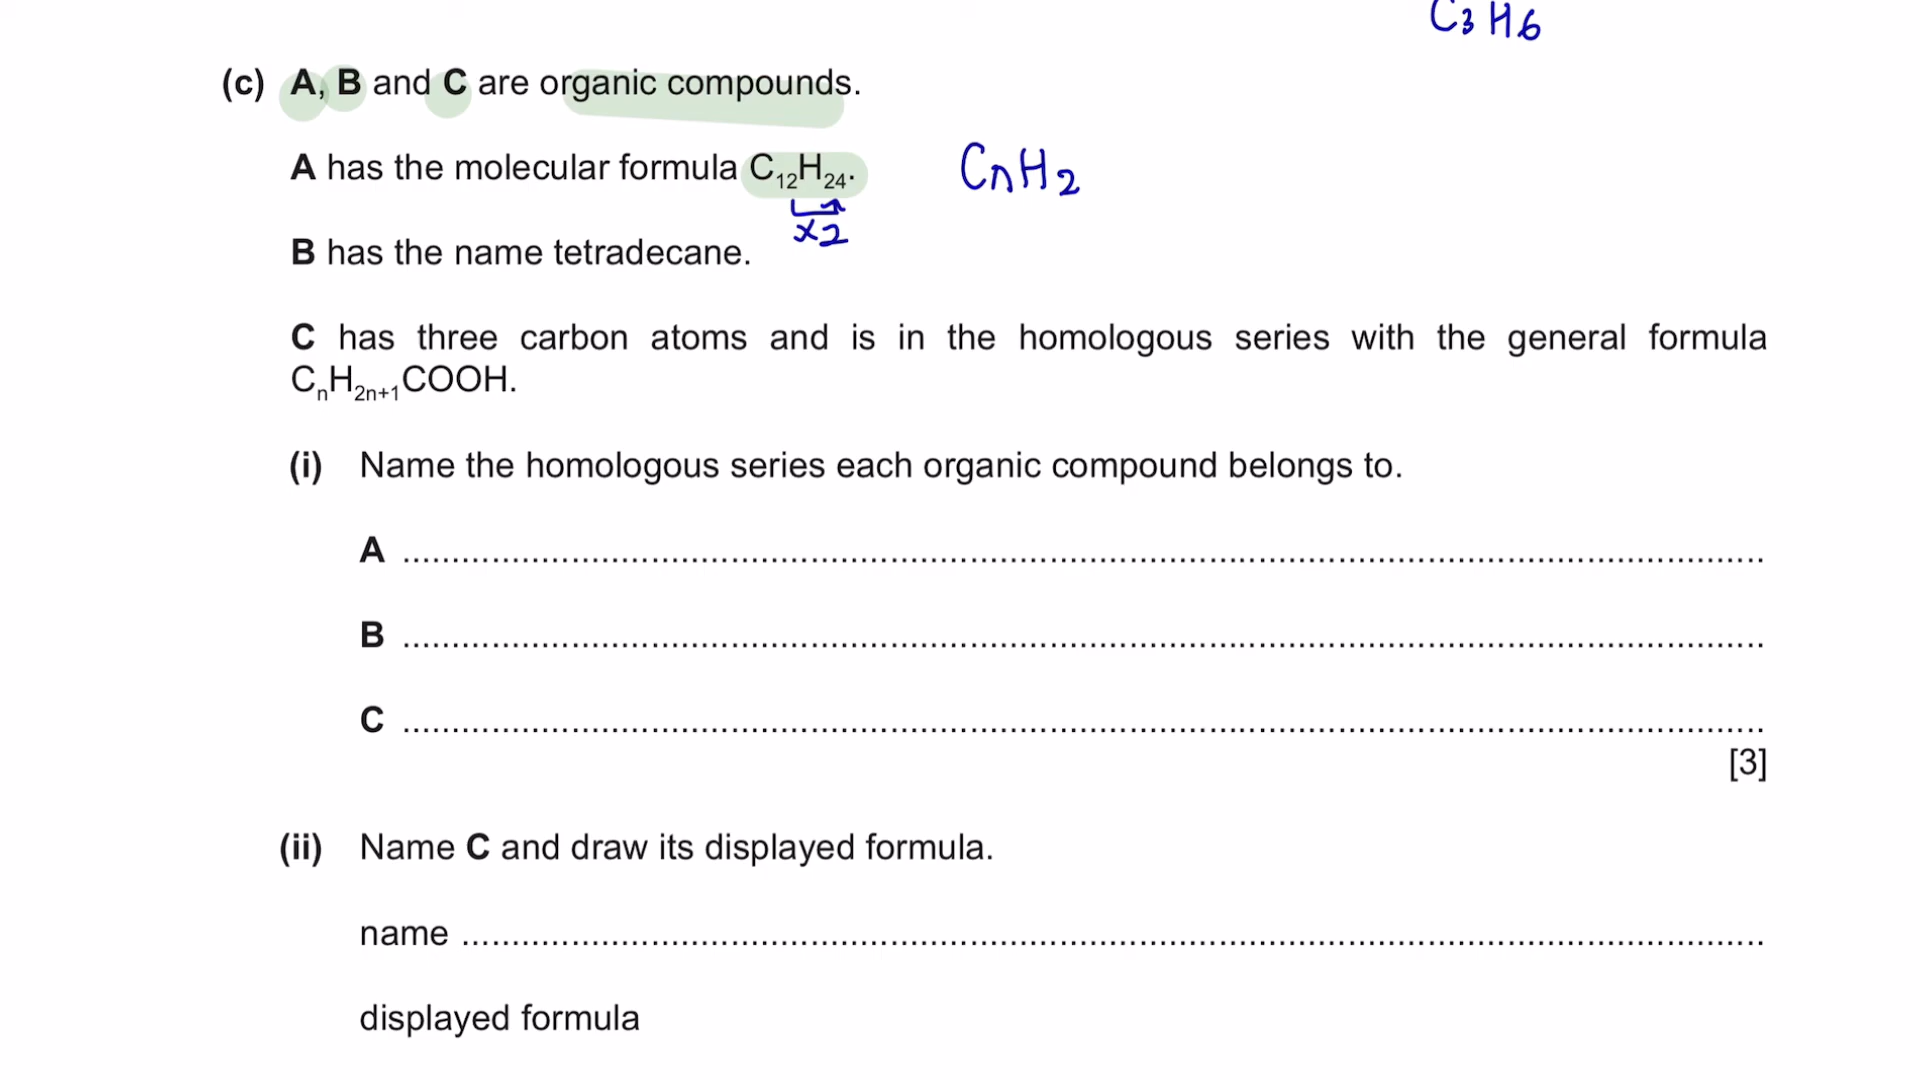 C3H6
(c) A, B and C are organic compounds.
A has the molecular formula C₁₂H₂₄. CnH2
x2
B has the name tetradecane.
C has three carbon atoms and is in the homologous series with the general formula
CₙH₂ₙ₊₁COOH.
(i) Name the homologous series each organic compound belongs to.
A ................................................................
B ................................................................
C ................................................................
[3]
(ii) Name C and draw its displayed formula.
name ................................................................
displayed formula